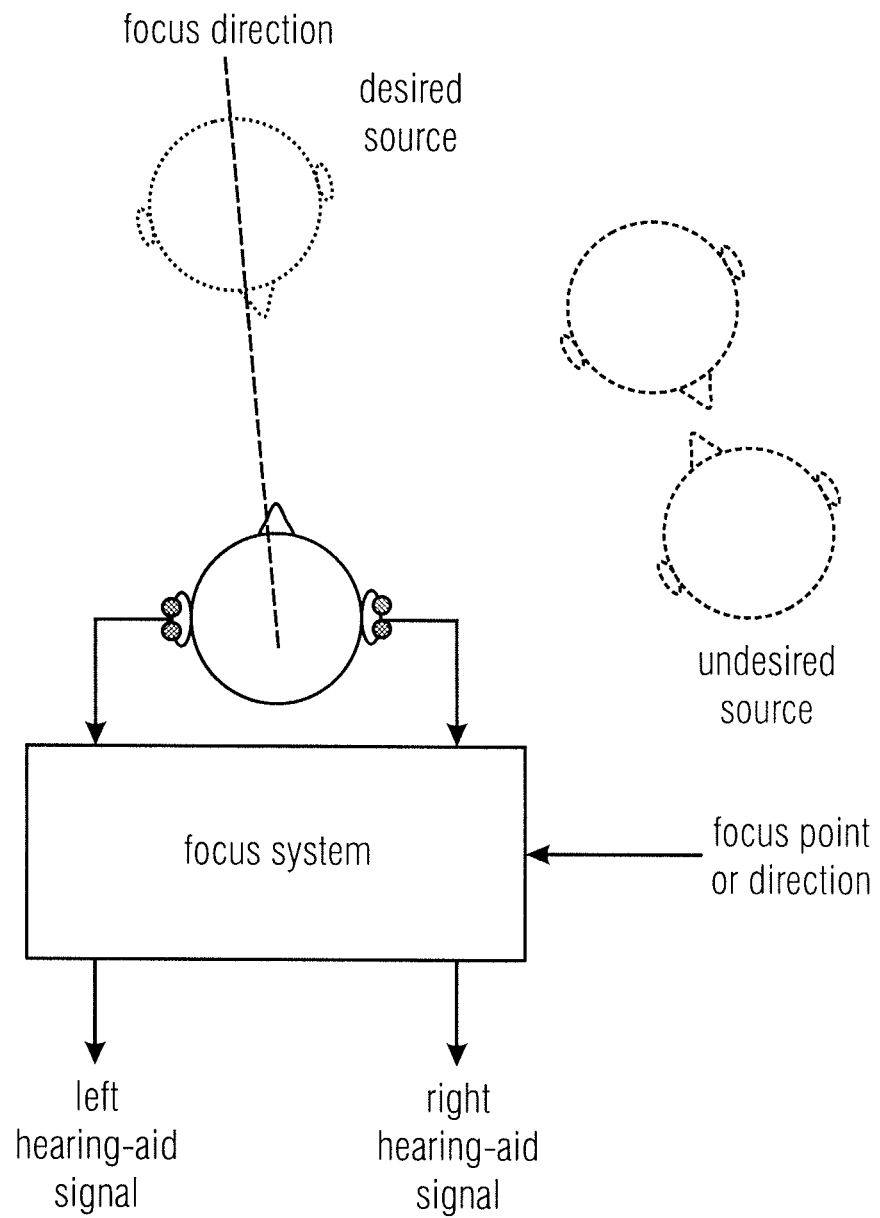 focus direction
desired
source
undesired
source
focus system
focus point
or direction
left
hearing-aid
signal
right
hearing-aid
signal